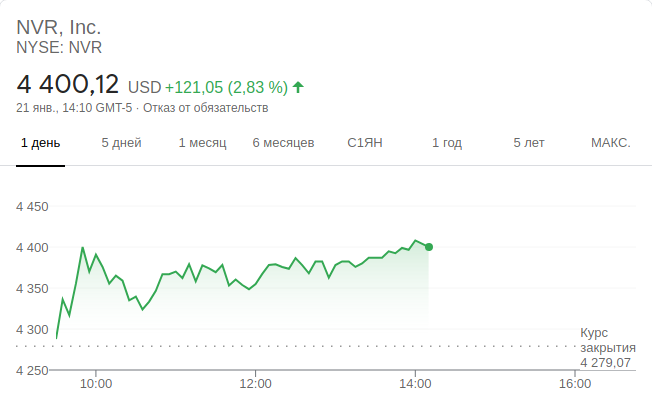 NVR, Inc.
NYSE: NVR
4 400,12 USD +121,05 (2,83 %)
21 янв., 14:10 GMT-5 · Отказ от обязательств
1 день 5 дней 1 месяц 6 месяцев С1ЯН 1 год 5 лет МАКС.
4 450
4 400
4 350
4 300
Курс
закрытия
4 279,07
4 250
10:00 12:00 14:00 16:00